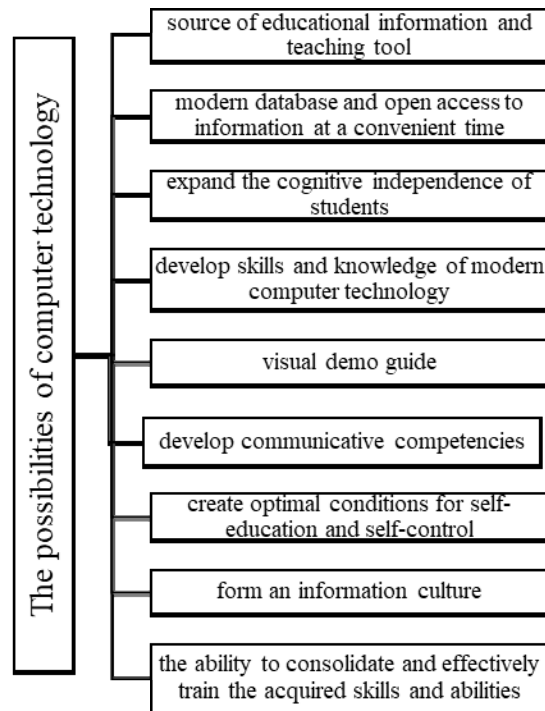 The possibilities of computer technology
source of educational information and
teaching tool
modern database and open access to
information at a convenient time
expand the cognitive independence of
students
develop skills and knowledge of modern
computer technology
visual demo guide
develop communicative competencies
create optimal conditions for self-
education and self-control
form an information culture
the ability to consolidate and effectively
train the acquired skills and abilities